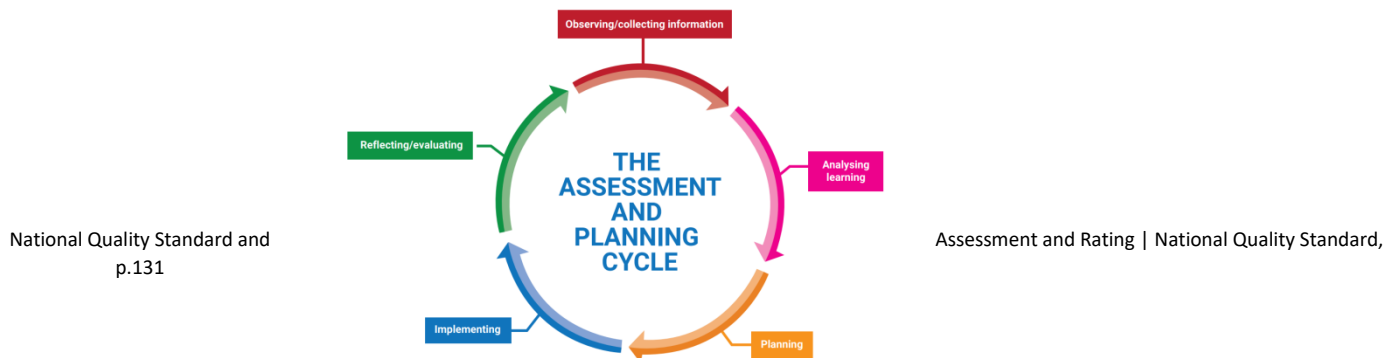 Observing/collecting information
Analysing
learning
Planning
Implementing
Reflecting/evaluating
THE
ASSESSMENT
AND
PLANNING
CYCLE
National Quality Standard and
Assessment and Rating | National Quality Standard,
p.131